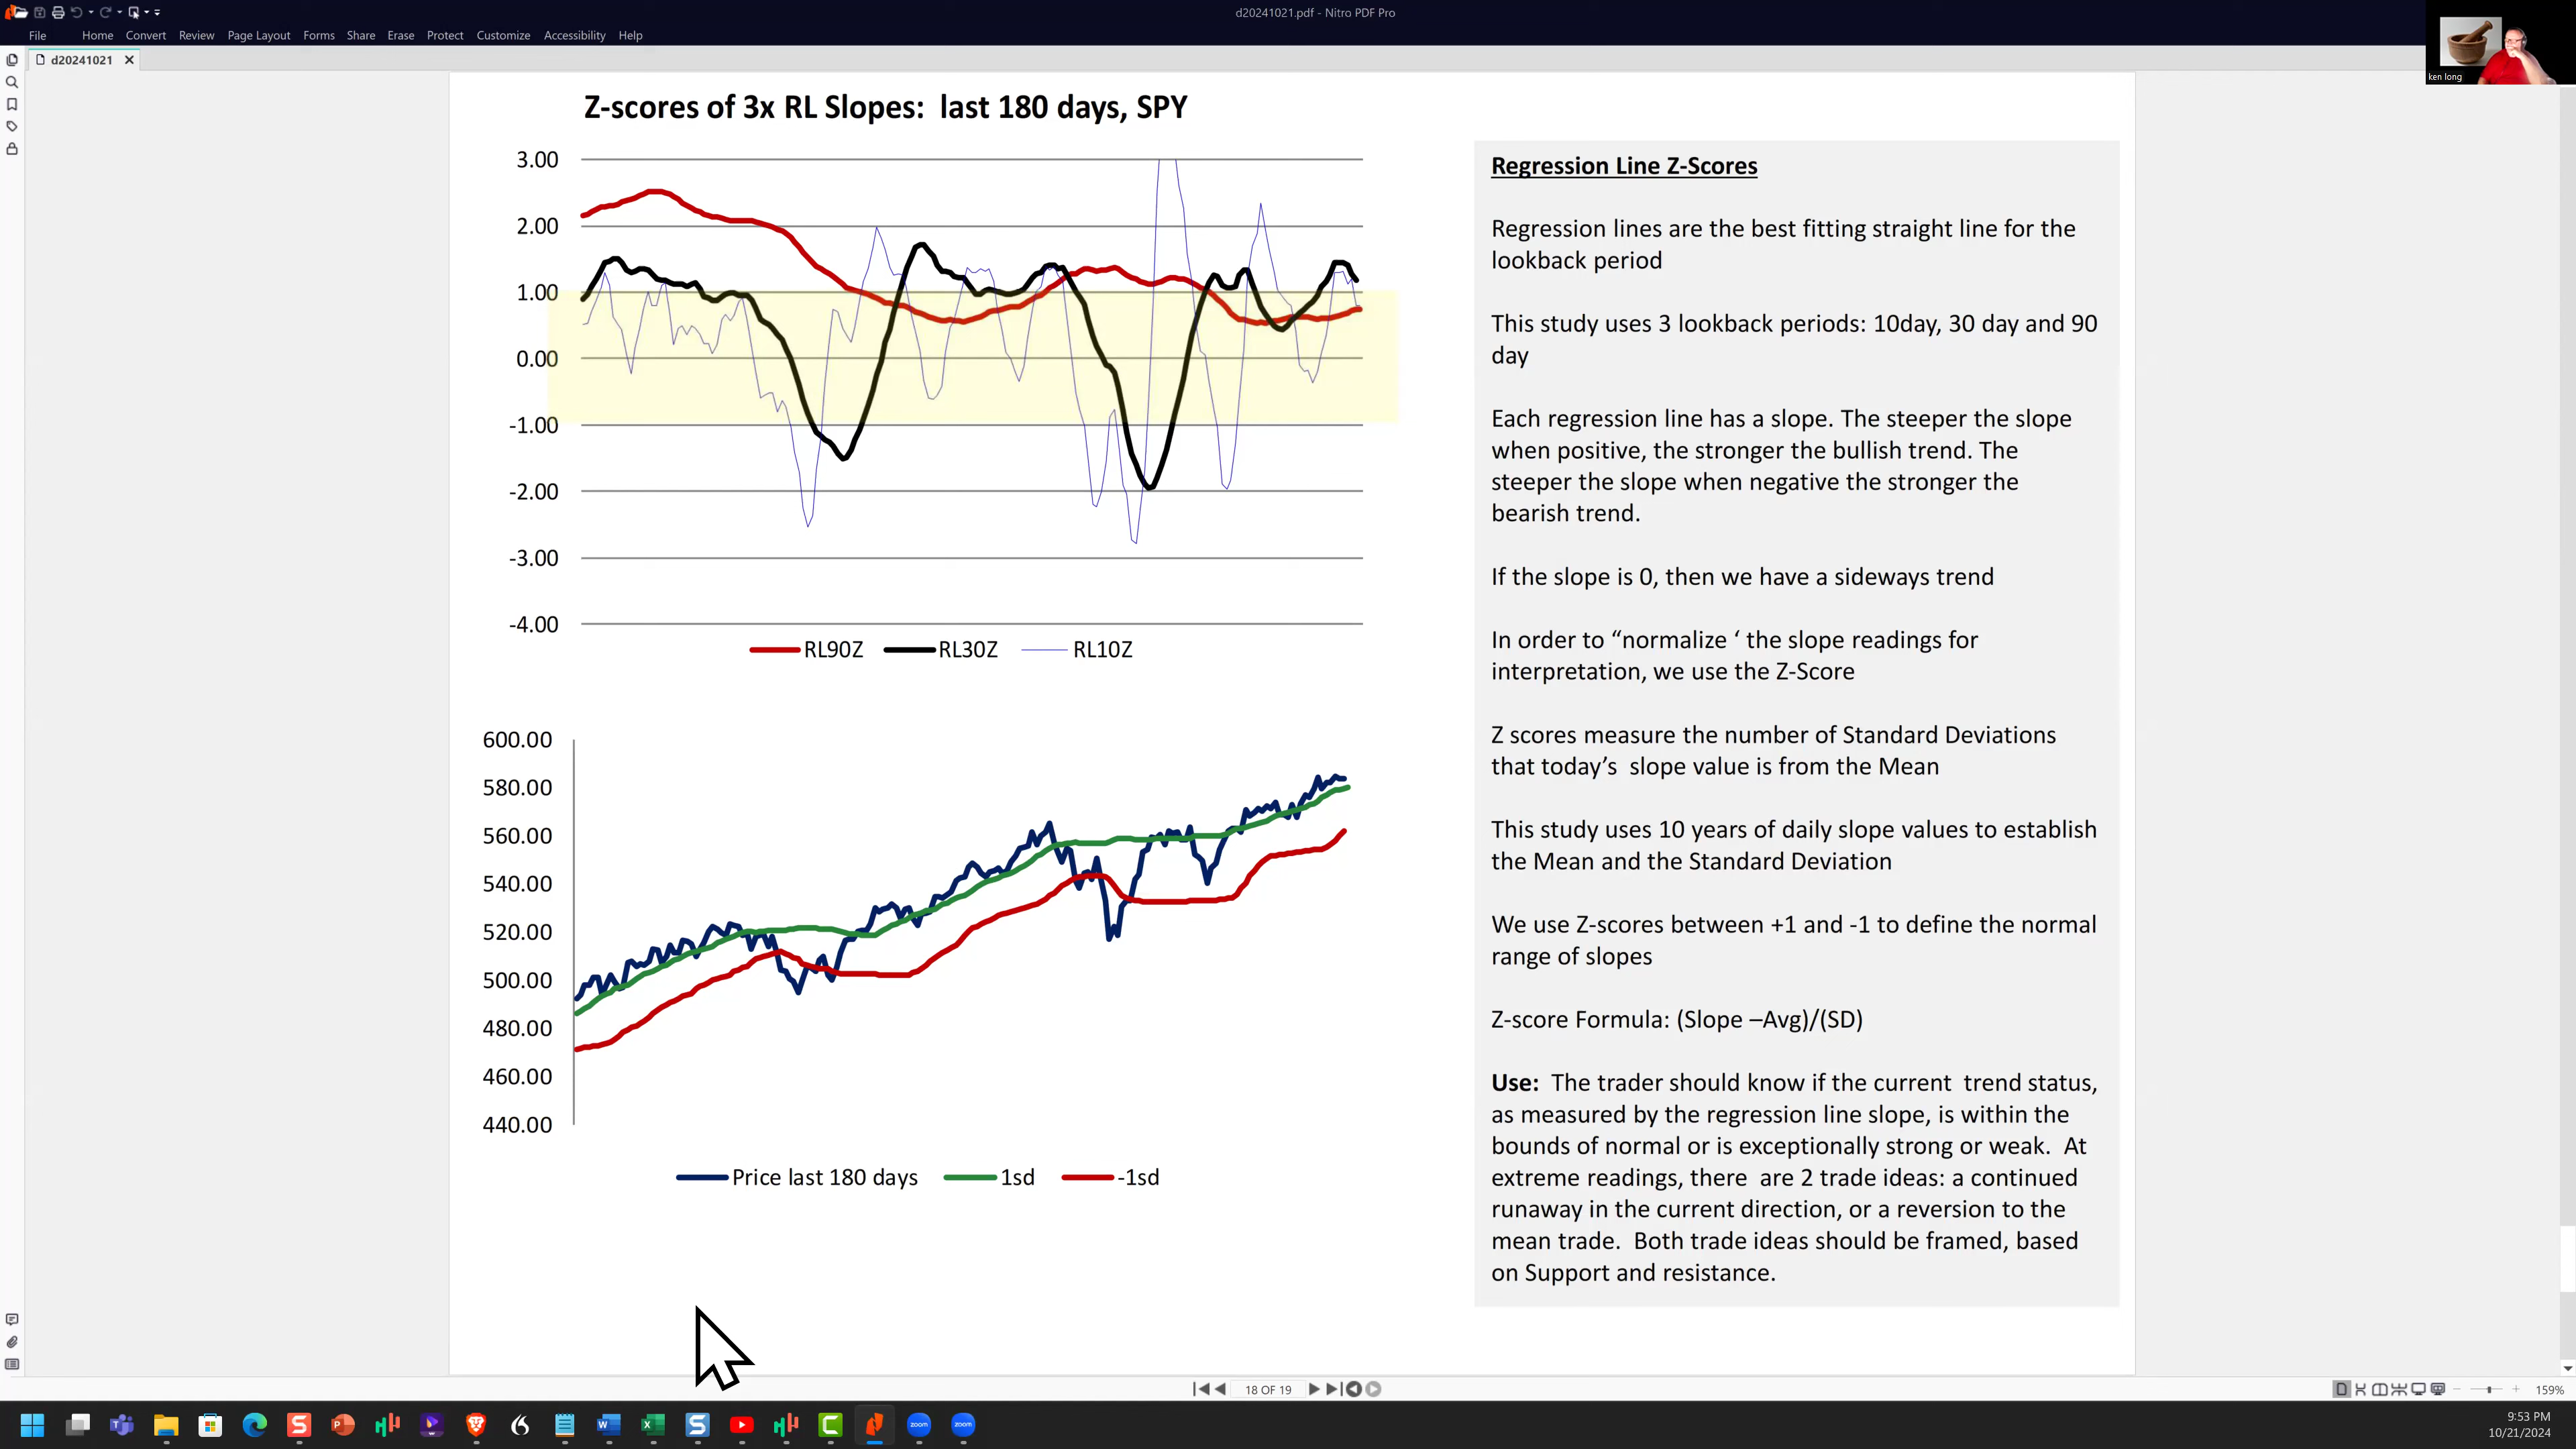 d20241021.pdf - Nitro PDF Pro
File Home Convert Review Page Layout Forms Share Erase Protect Customize Accessibility Help
ken long
d20241021
Z-scores of 3x RL Slopes: last 180 days, SPY
3.00
2.00
1.00
0.00
-1.00
-2.00
-3.00
-4.00
RL90Z RL30Z RL10Z
600.00
580.00
560.00
540.00
520.00
500.00
480.00
460.00
440.00
Price last 180 days 1sd -1sd
Regression Line Z-Scores
Regression lines are the best fitting straight line for the
lookback period
This study uses 3 lookback periods: 10day, 30 day and 90
day
Each regression line has a slope. The steeper the slope
when positive, the stronger the bullish trend. The
steeper the slope when negative the stronger the
bearish trend.
If the slope is 0, then we have a sideways trend
In order to “normalize ‘ the slope readings for
interpretation, we use the Z-Score
Z scores measure the number of Standard Deviations
that today’s slope value is from the Mean
This study uses 10 years of daily slope values to establish
the Mean and the Standard Deviation
We use Z-scores between +1 and -1 to define the normal
range of slopes
Z-score Formula: (Slope –Avg)/(SD)
Use: The trader should know if the current trend status,
as measured by the regression line slope, is within the
bounds of normal or is exceptionally strong or weak. At
extreme readings, there are 2 trade ideas: a continued
runaway in the current direction, or a reversion to the
mean trade. Both trade ideas should be framed, based
on Support and resistance.
18 OF 19
159%
zoom
zoom
9:53 PM
10/21/2024